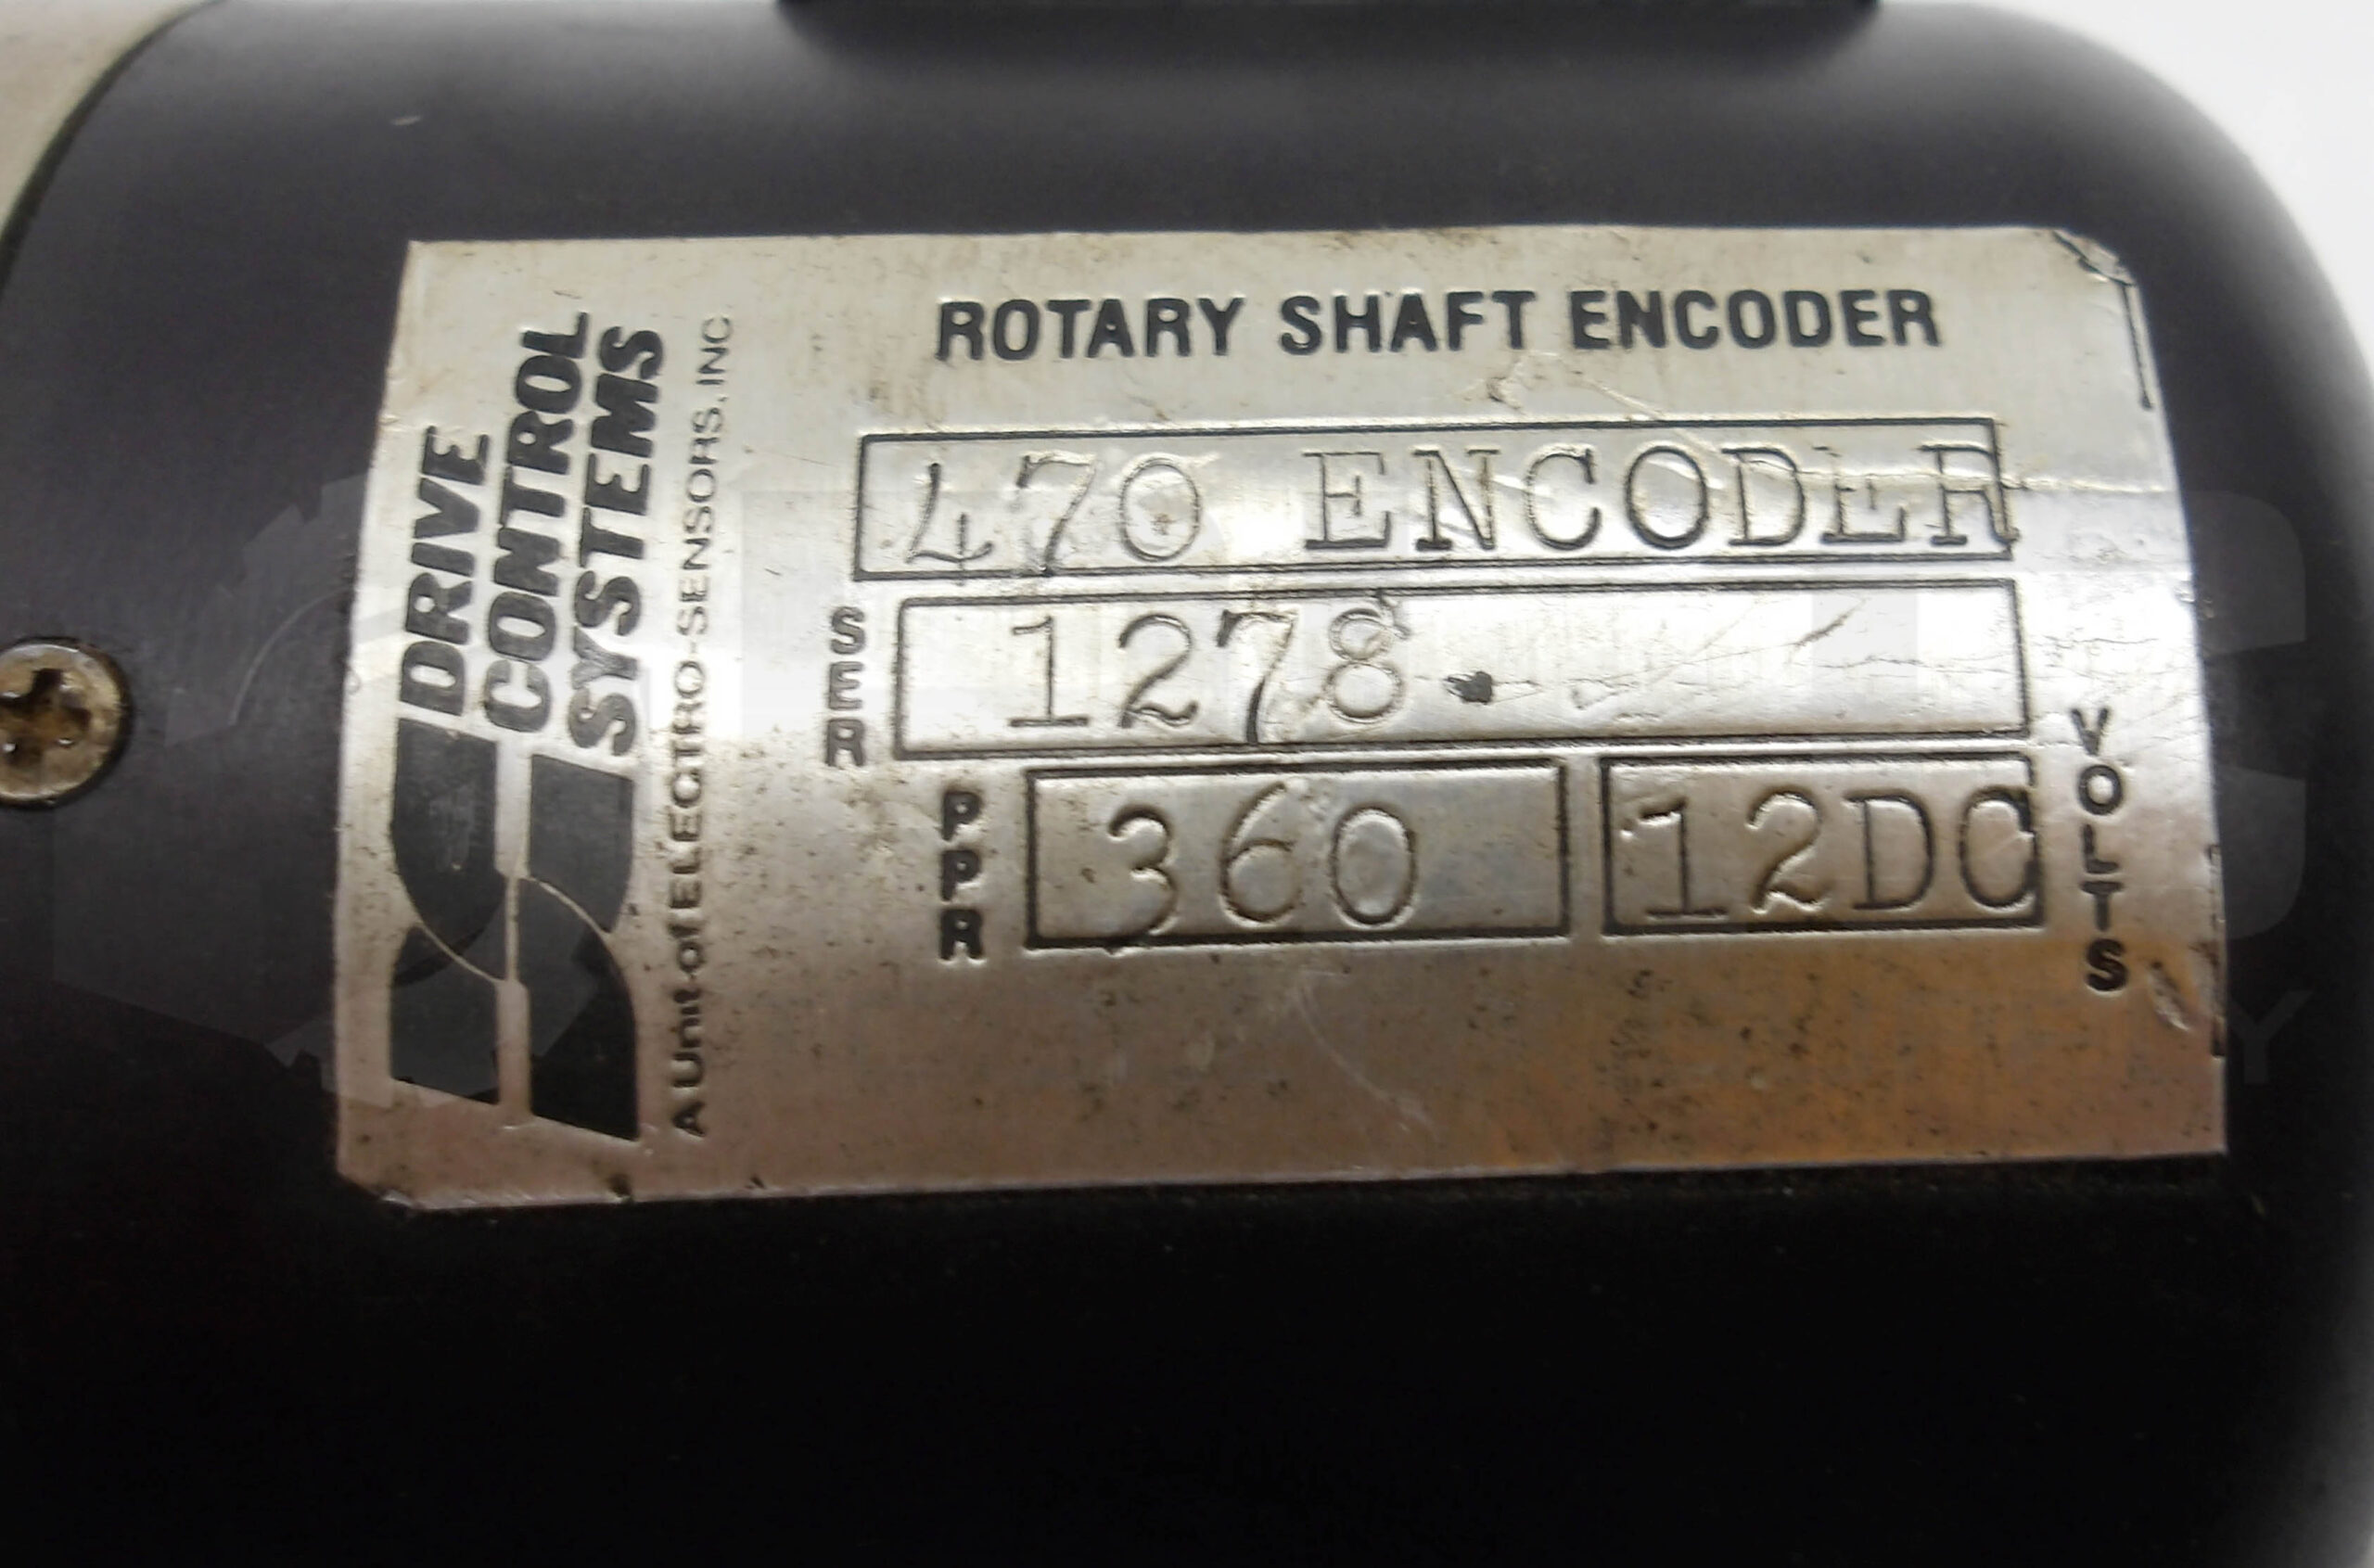 DRIVE
CONTROL
SYSTEMS
A Unit of ELECTRO-SENSORS, INC
ROTARY SHAFT ENCODER
470 ENCODER
SER 1278.
PPR 360 12DC VOLTS